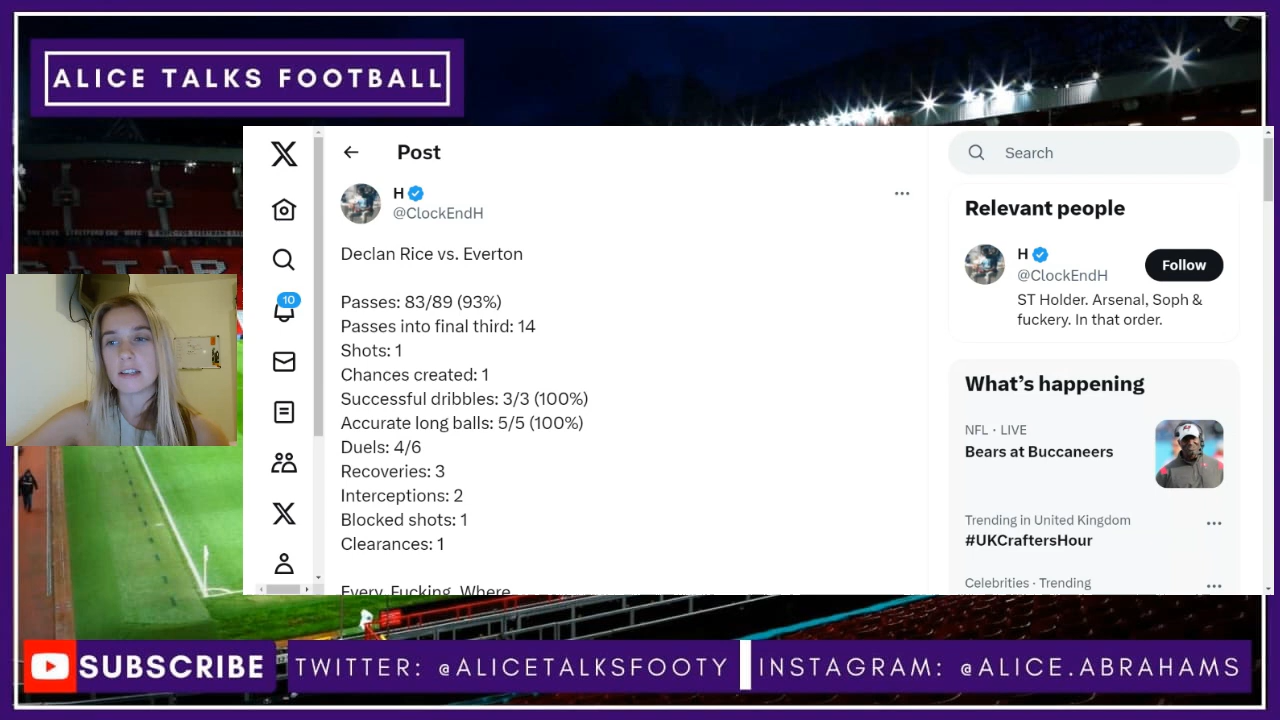 ALICE TALKS FOOTBALL
Post
Search
H
@ClockEndH
Declan Rice vs. Everton
Passes: 83/89 (93%)
Passes into final third: 14
Shots: 1
Chances created: 1
Successful dribbles: 3/3 (100%)
Accurate long balls: 5/5 (100%)
Duels: 4/6
Recoveries: 3
Interceptions: 2
Blocked shots: 1
Clearances: 1
Every. Fucking. Where
10
Relevant people
H
@ClockEndH
Follow
ST Holder. Arsenal, Soph &
fuckery. In that order.
What's happening
NFL · LIVE
Bears at Buccaneers
Trending in United Kingdom
#UKCraftersHour
Celebrities · Trending
SUBSCRIBE
TWITTER: @ALICETALKSFOOTY
INSTAGRAM: @ALICE.ABRAHAMS